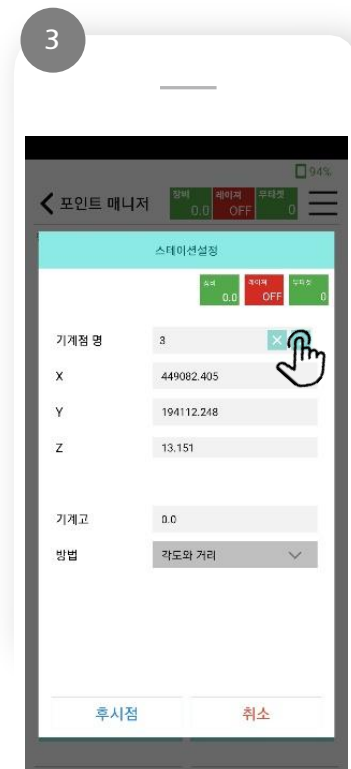 3
94%
포인트 매니저
장비 0.0
레이져 OFF
무타겟 0
스테이션설정
장비 0.0
레이져 OFF
무타겟 0
기계점 명 3
X 449082.405
Y 194112.248
Z 13.151
기계고 0.0
방법 각도와 거리
후시점 취소